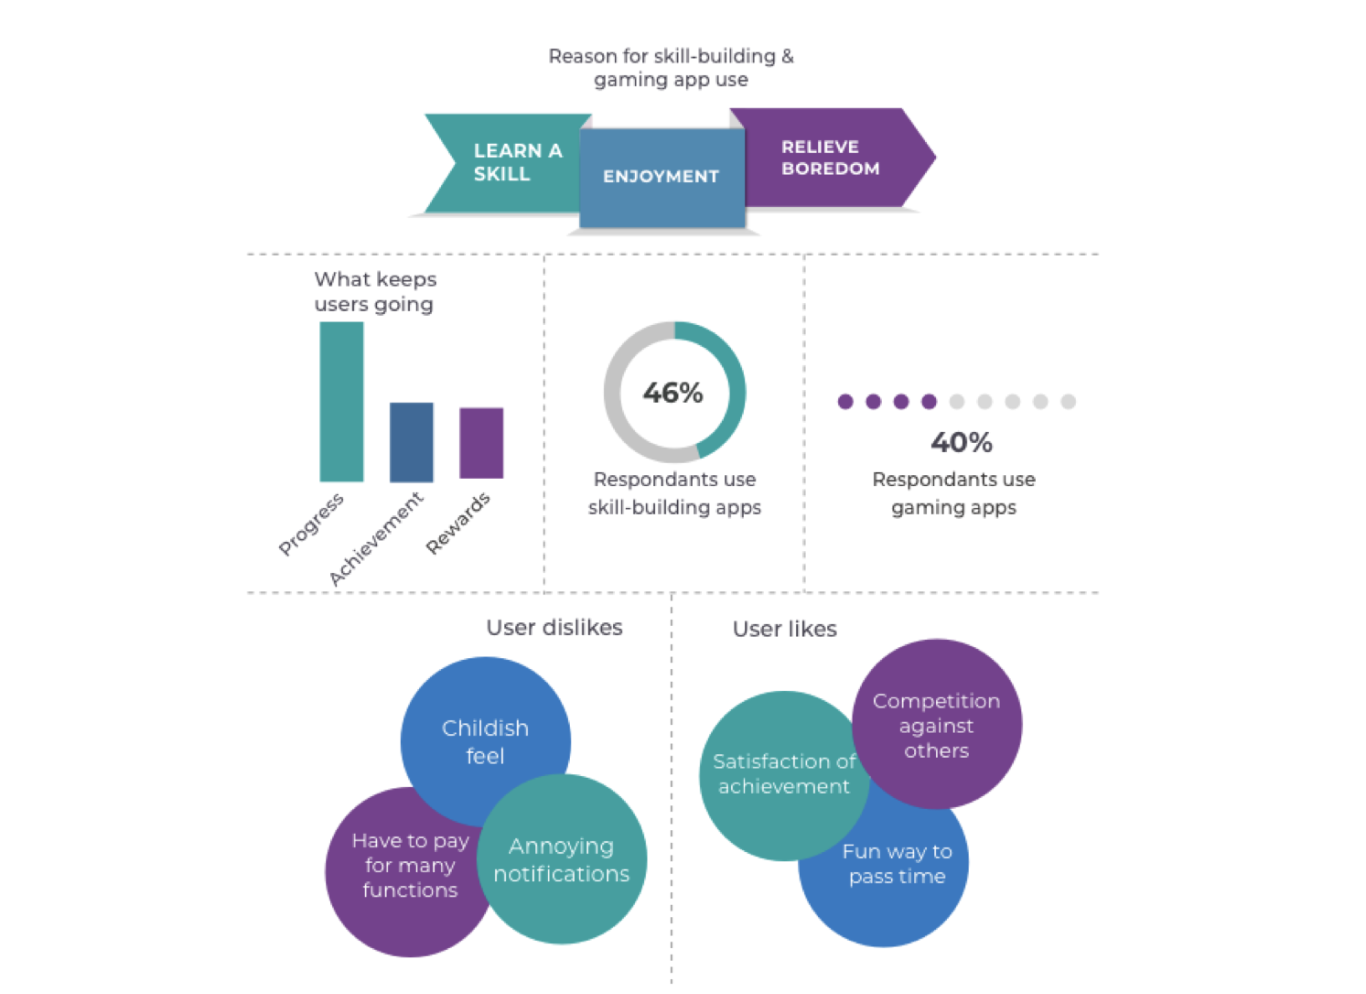 Reason for skill-building &
gaming app use
LEARN A
SKILL
ENJOYMENT
RELIEVE
BOREDOM
What keeps
users going
Progress
Achievement
Rewards
46%
Respondants use
skill-building apps
40%
Respondants use
gaming apps
User dislikes
Childish
feel
Have to pay
for many
functions
Annoying
notifications
User likes
Satisfaction of
achievement
Competition
against
others
Fun way to
pass time